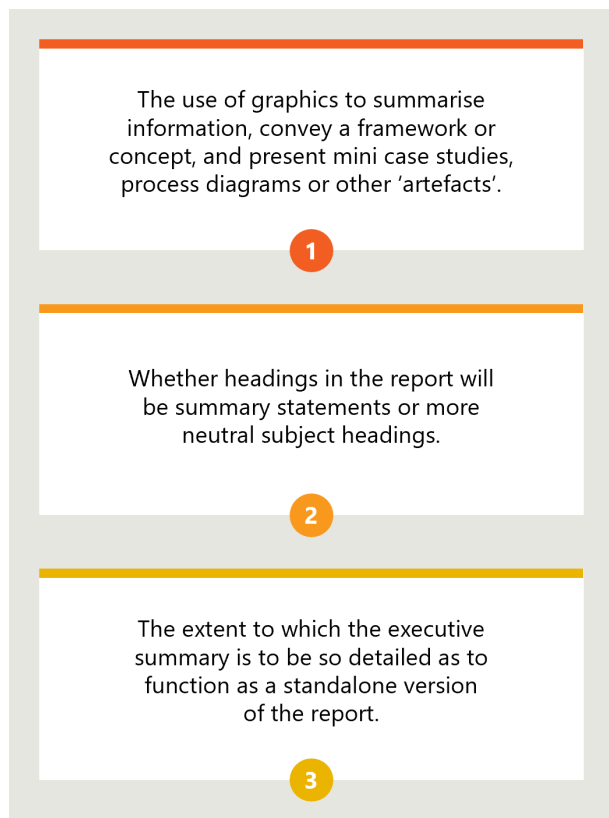 The use of graphics to summarise
information, convey a framework or
concept, and present mini case studies,
process diagrams or other ‘artefacts’.
1
Whether headings in the report will
be summary statements or more
neutral subject headings.
2
The extent to which the executive
summary is to be so detailed as to
function as a standalone version
of the report.
3